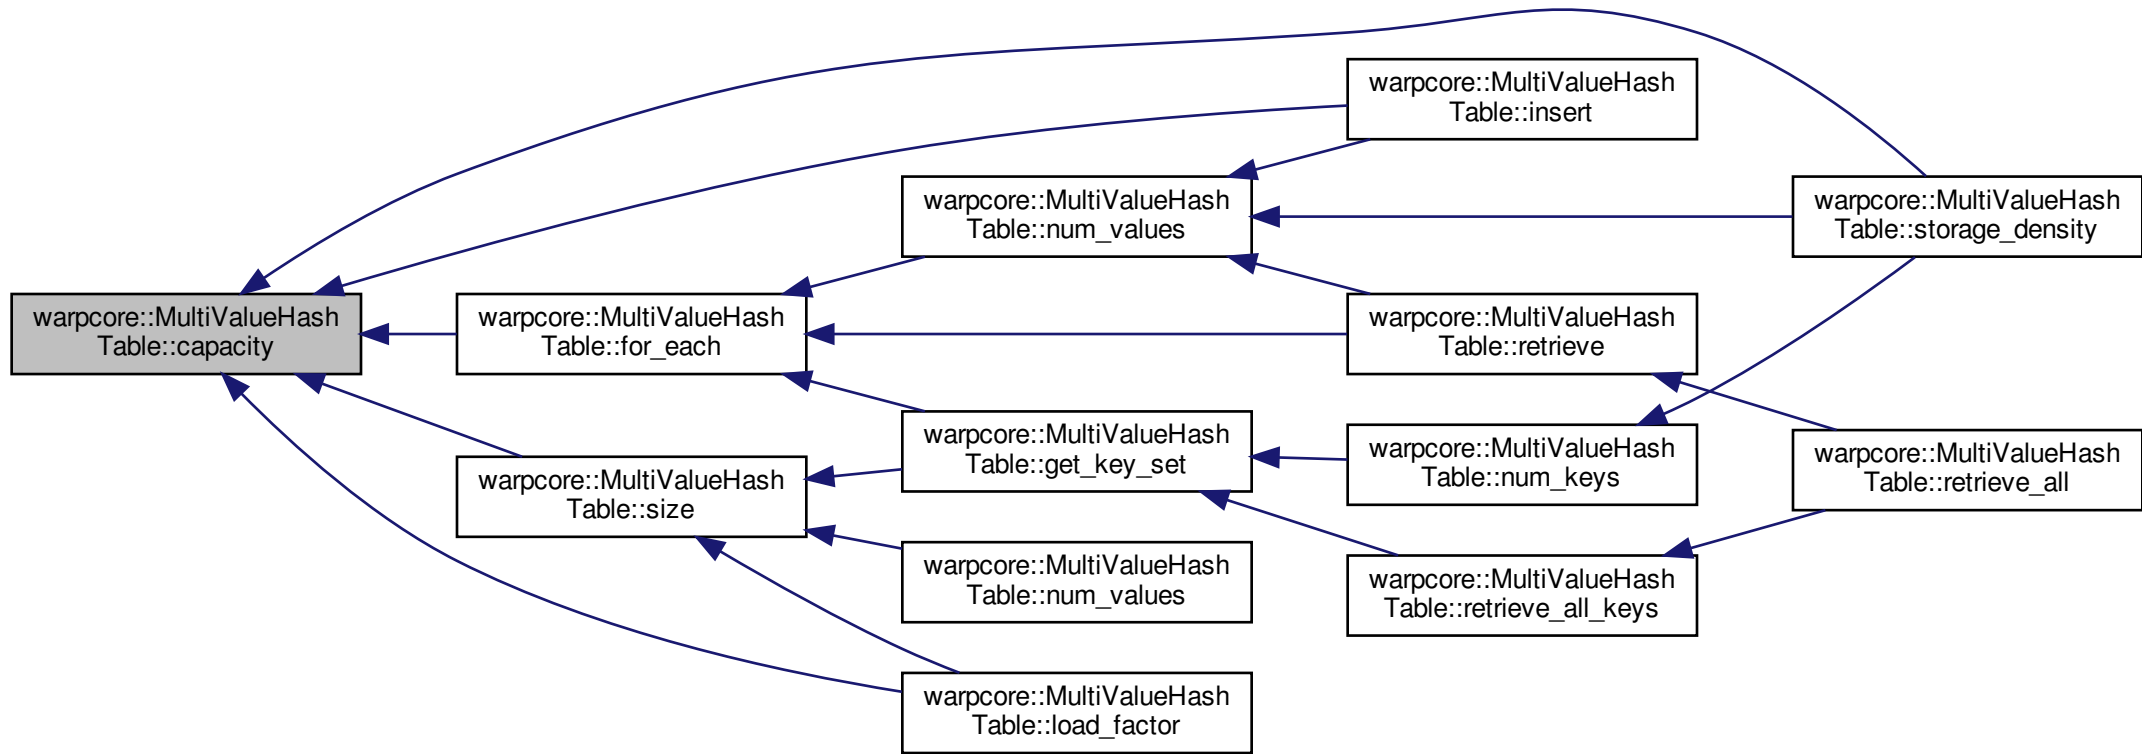 warpcore::MultiValueHash
Table::capacity
warpcore::MultiValueHash
Table::for_each
warpcore::MultiValueHash
Table::size
warpcore::MultiValueHash
Table::num_values
warpcore::MultiValueHash
Table::get_key_set
warpcore::MultiValueHash
Table::num_values
warpcore::MultiValueHash
Table::load_factor
warpcore::MultiValueHash
Table::insert
warpcore::MultiValueHash
Table::retrieve
warpcore::MultiValueHash
Table::num_keys
warpcore::MultiValueHash
Table::retrieve_all_keys
warpcore::MultiValueHash
Table::storage_density
warpcore::MultiValueHash
Table::retrieve_all